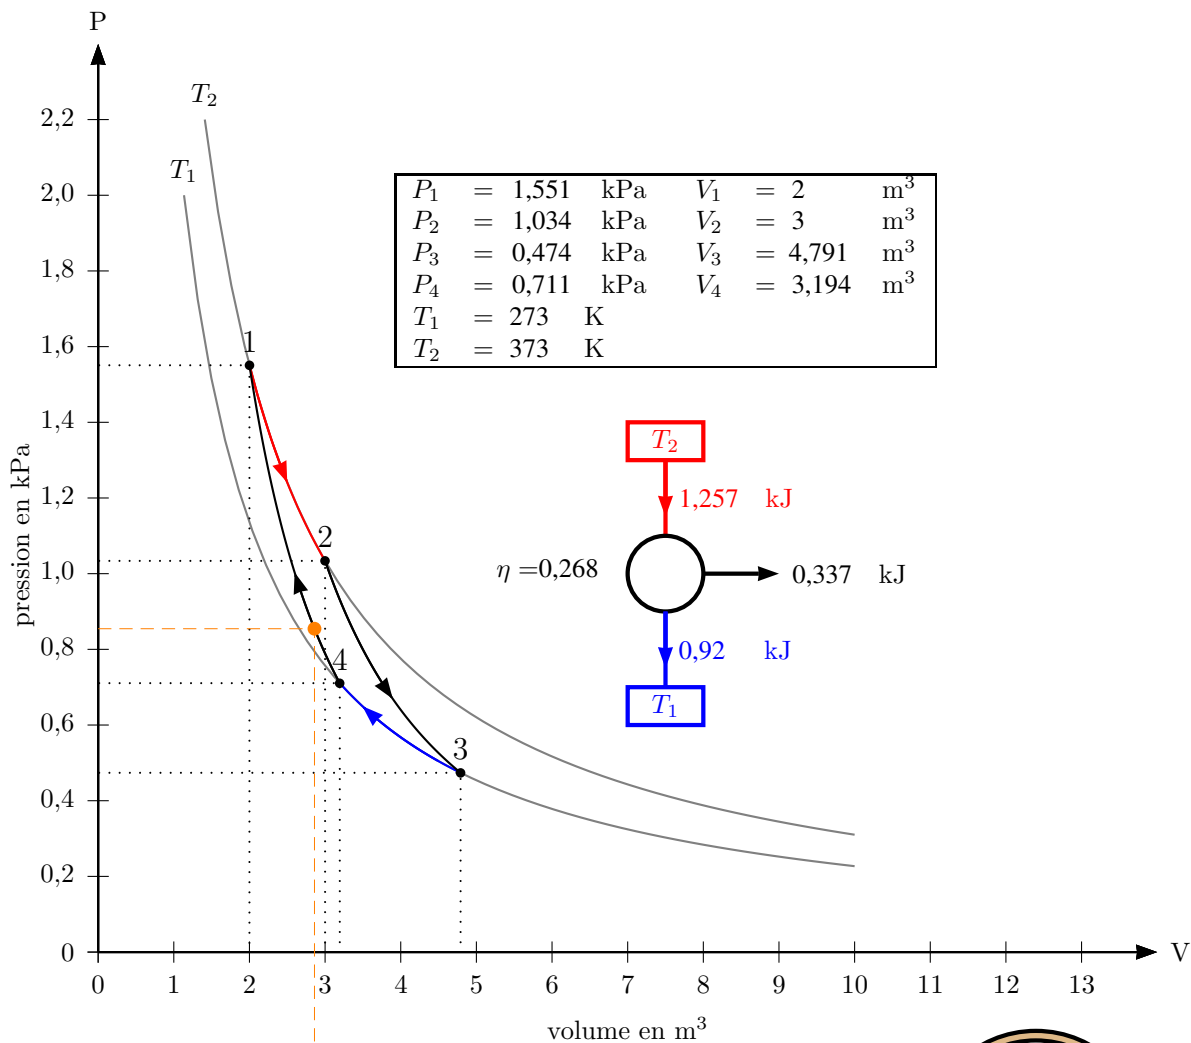 P
T₂
2,2
T₁
2,0
P₁ = 1,551 kPa V₁ = 2 m³
P₂ = 1,034 kPa V₂ = 3 m³
P₃ = 0,474 kPa V₃ = 4,791 m³
P₄ = 0,711 kPa V₄ = 3,194 m³
T₁ = 273 K
T₂ = 373 K
1,8
1,6
1
1,4
T₂
1,2
1,257 kJ
pression en kPa
2
1,0
η =0,268
0,337 kJ
0,8
4
0,92 kJ
0,6
T₁
3
0,4
0,2
0
V
0 1 2 3 4 5 6 7 8 9 10 11 12 13
volume en m³